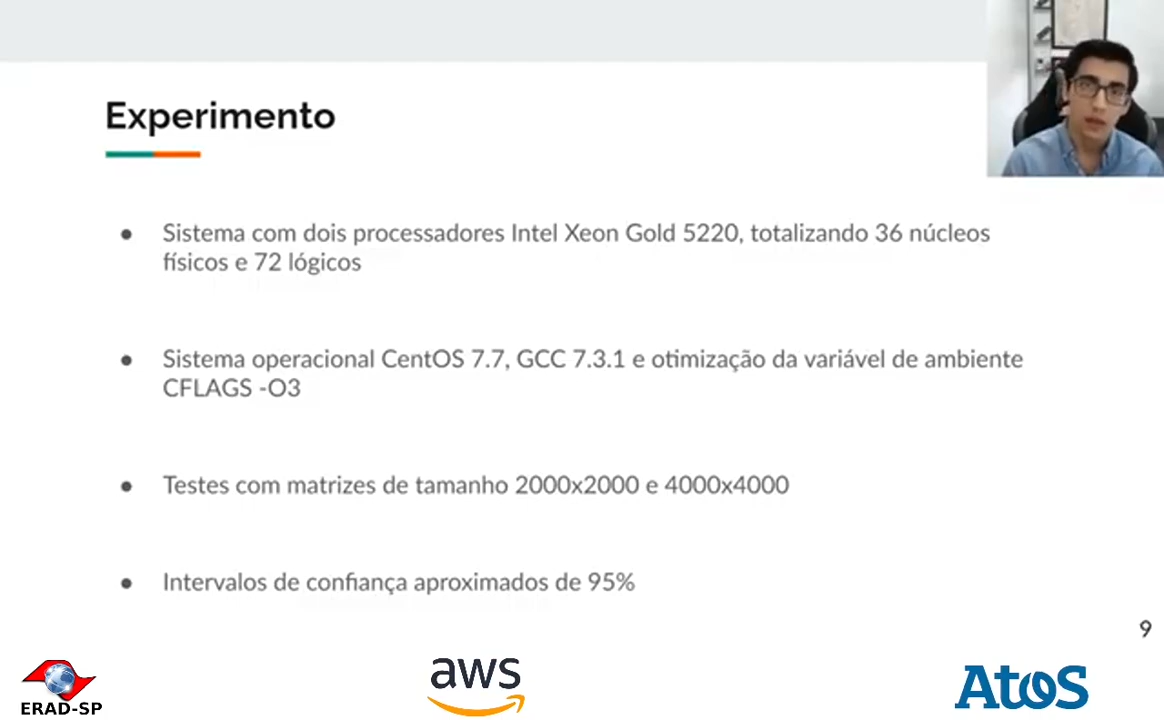 Experimento
● Sistema com dois processadores Intel Xeon Gold 5220, totalizando 36 núcleos
físicos e 72 lógicos
● Sistema operacional CentOS 7.7, GCC 7.3.1 e otimização da variável de ambiente
CFLAGS -O3
● Testes com matrizes de tamanho 2000x2000 e 4000x4000
● Intervalos de confiança aproximados de 95%
9
ERAD-SP
aws
Atos